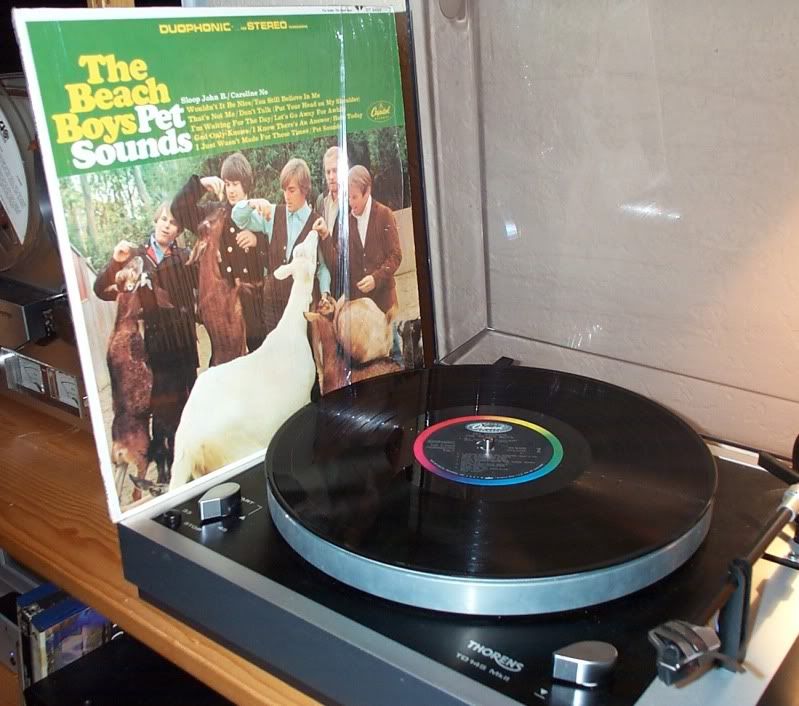 DUOPHONIC STEREO
The
Beach
Boys Pet
Sounds
Sloop John B./Caroline No
Wouldn't It Be Nice/You Still Believe In Me
That's Not Me/Don't Talk (Put Your Head on My Shoulder)
I'm Waiting For The Day/Let's Go Away For Awhile
God Only Knows/I Know There's An Answer/Here Today
I Just Wasn't Made For These Times/Pet Sounds
Capitol
33
START
STOP
THORENS
TD 145 MkII